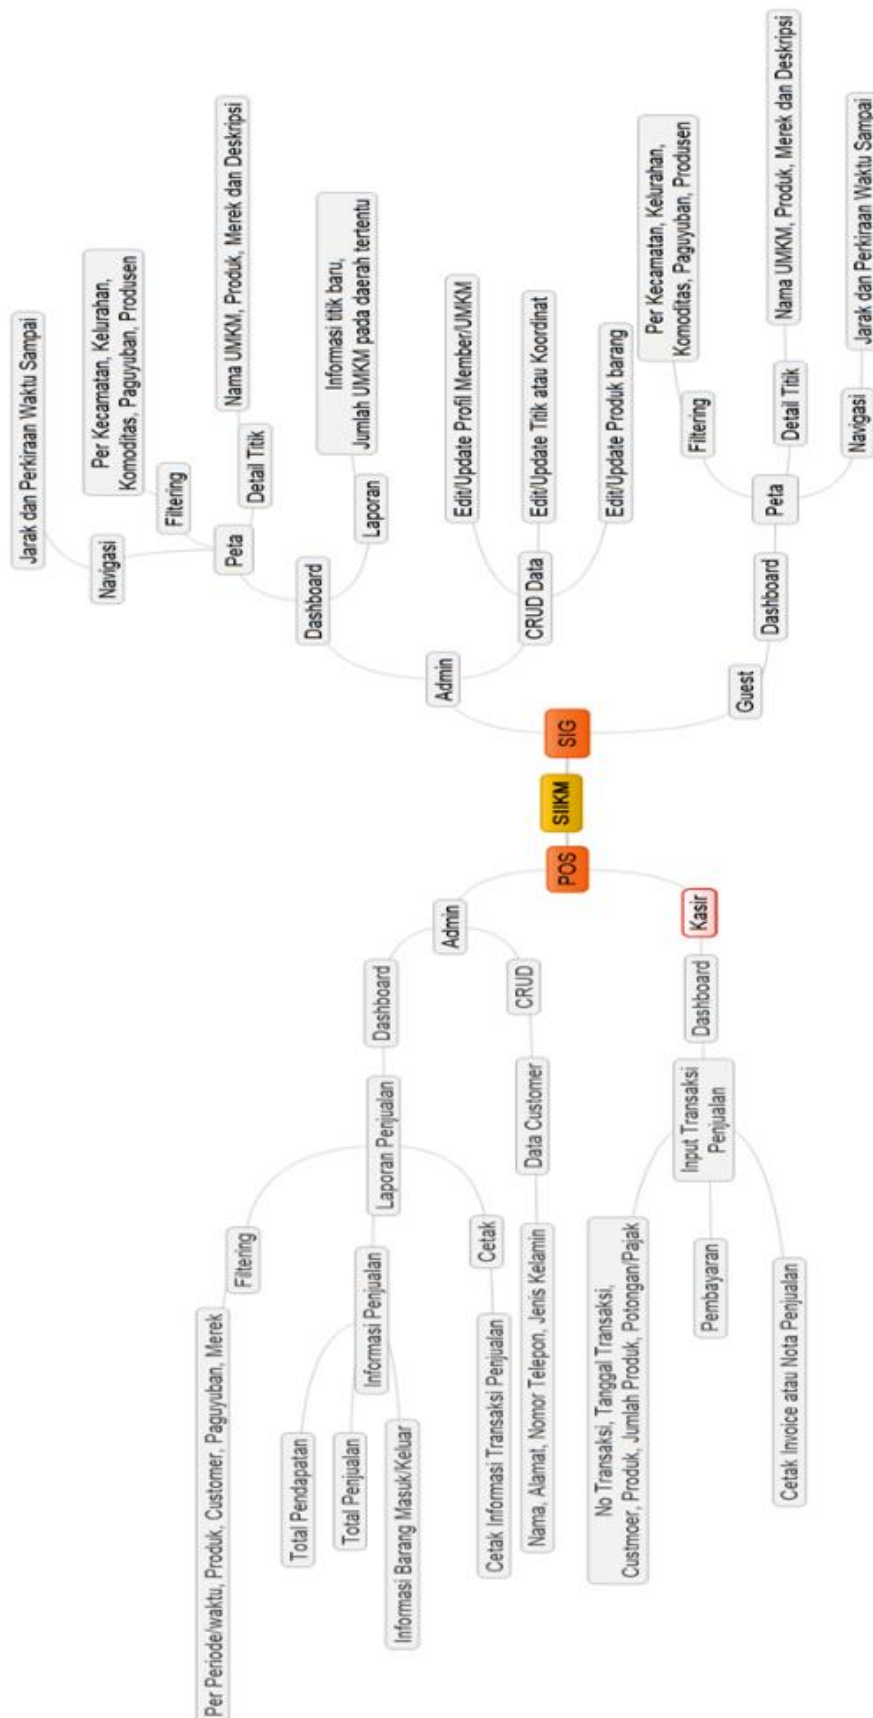 SIIKM
POS
Admin
Dashboard
Laporan Penjualan
Filtering
Per Periode/waktu, Produk, Customer, Paguyuban, Merek
Informasi Penjualan
Total Pendapatan
Total Penjualan
Informasi Barang Masuk/Keluar
Cetak
Cetak Informasi Transaksi Penjualan
CRUD
Data Customer
Nama, Alamat, Nomor Telepon, Jenis Kelamin
Kasir
Dashboard
Input Transaksi
Penjualan
No Transaksi, Tanggal Transaksi,
Custmoer, Produk, Jumlah Produk, Potongan/Pajak
Pembayaran
Cetak Invoice atau Nota Penjualan
SIG
Admin
Dashboard
Peta
Navigasi
Jarak dan Perkiraan Waktu Sampai
Filtering
Per Kecamatan, Kelurahan,
Komoditas, Paguyuban, Produsen
Detail Titik
Nama UMKM, Produk, Merek dan Deskripsi
Laporan
Informasi titik baru,
Jumlah UMKM pada daerah tertentu
CRUD Data
Edit/Update Profil Member/UMKM
Edit/Update Titik atau Koordinat
Edit/Update Produk barang
Guest
Dashboard
Peta
Filtering
Per Kecamatan, Kelurahan,
Komoditas, Paguyuban, Produsen
Detail Titik
Nama UMKM, Produk, Merek dan Deskripsi
Navigasi
Jarak dan Perkiraan Waktu Sampai